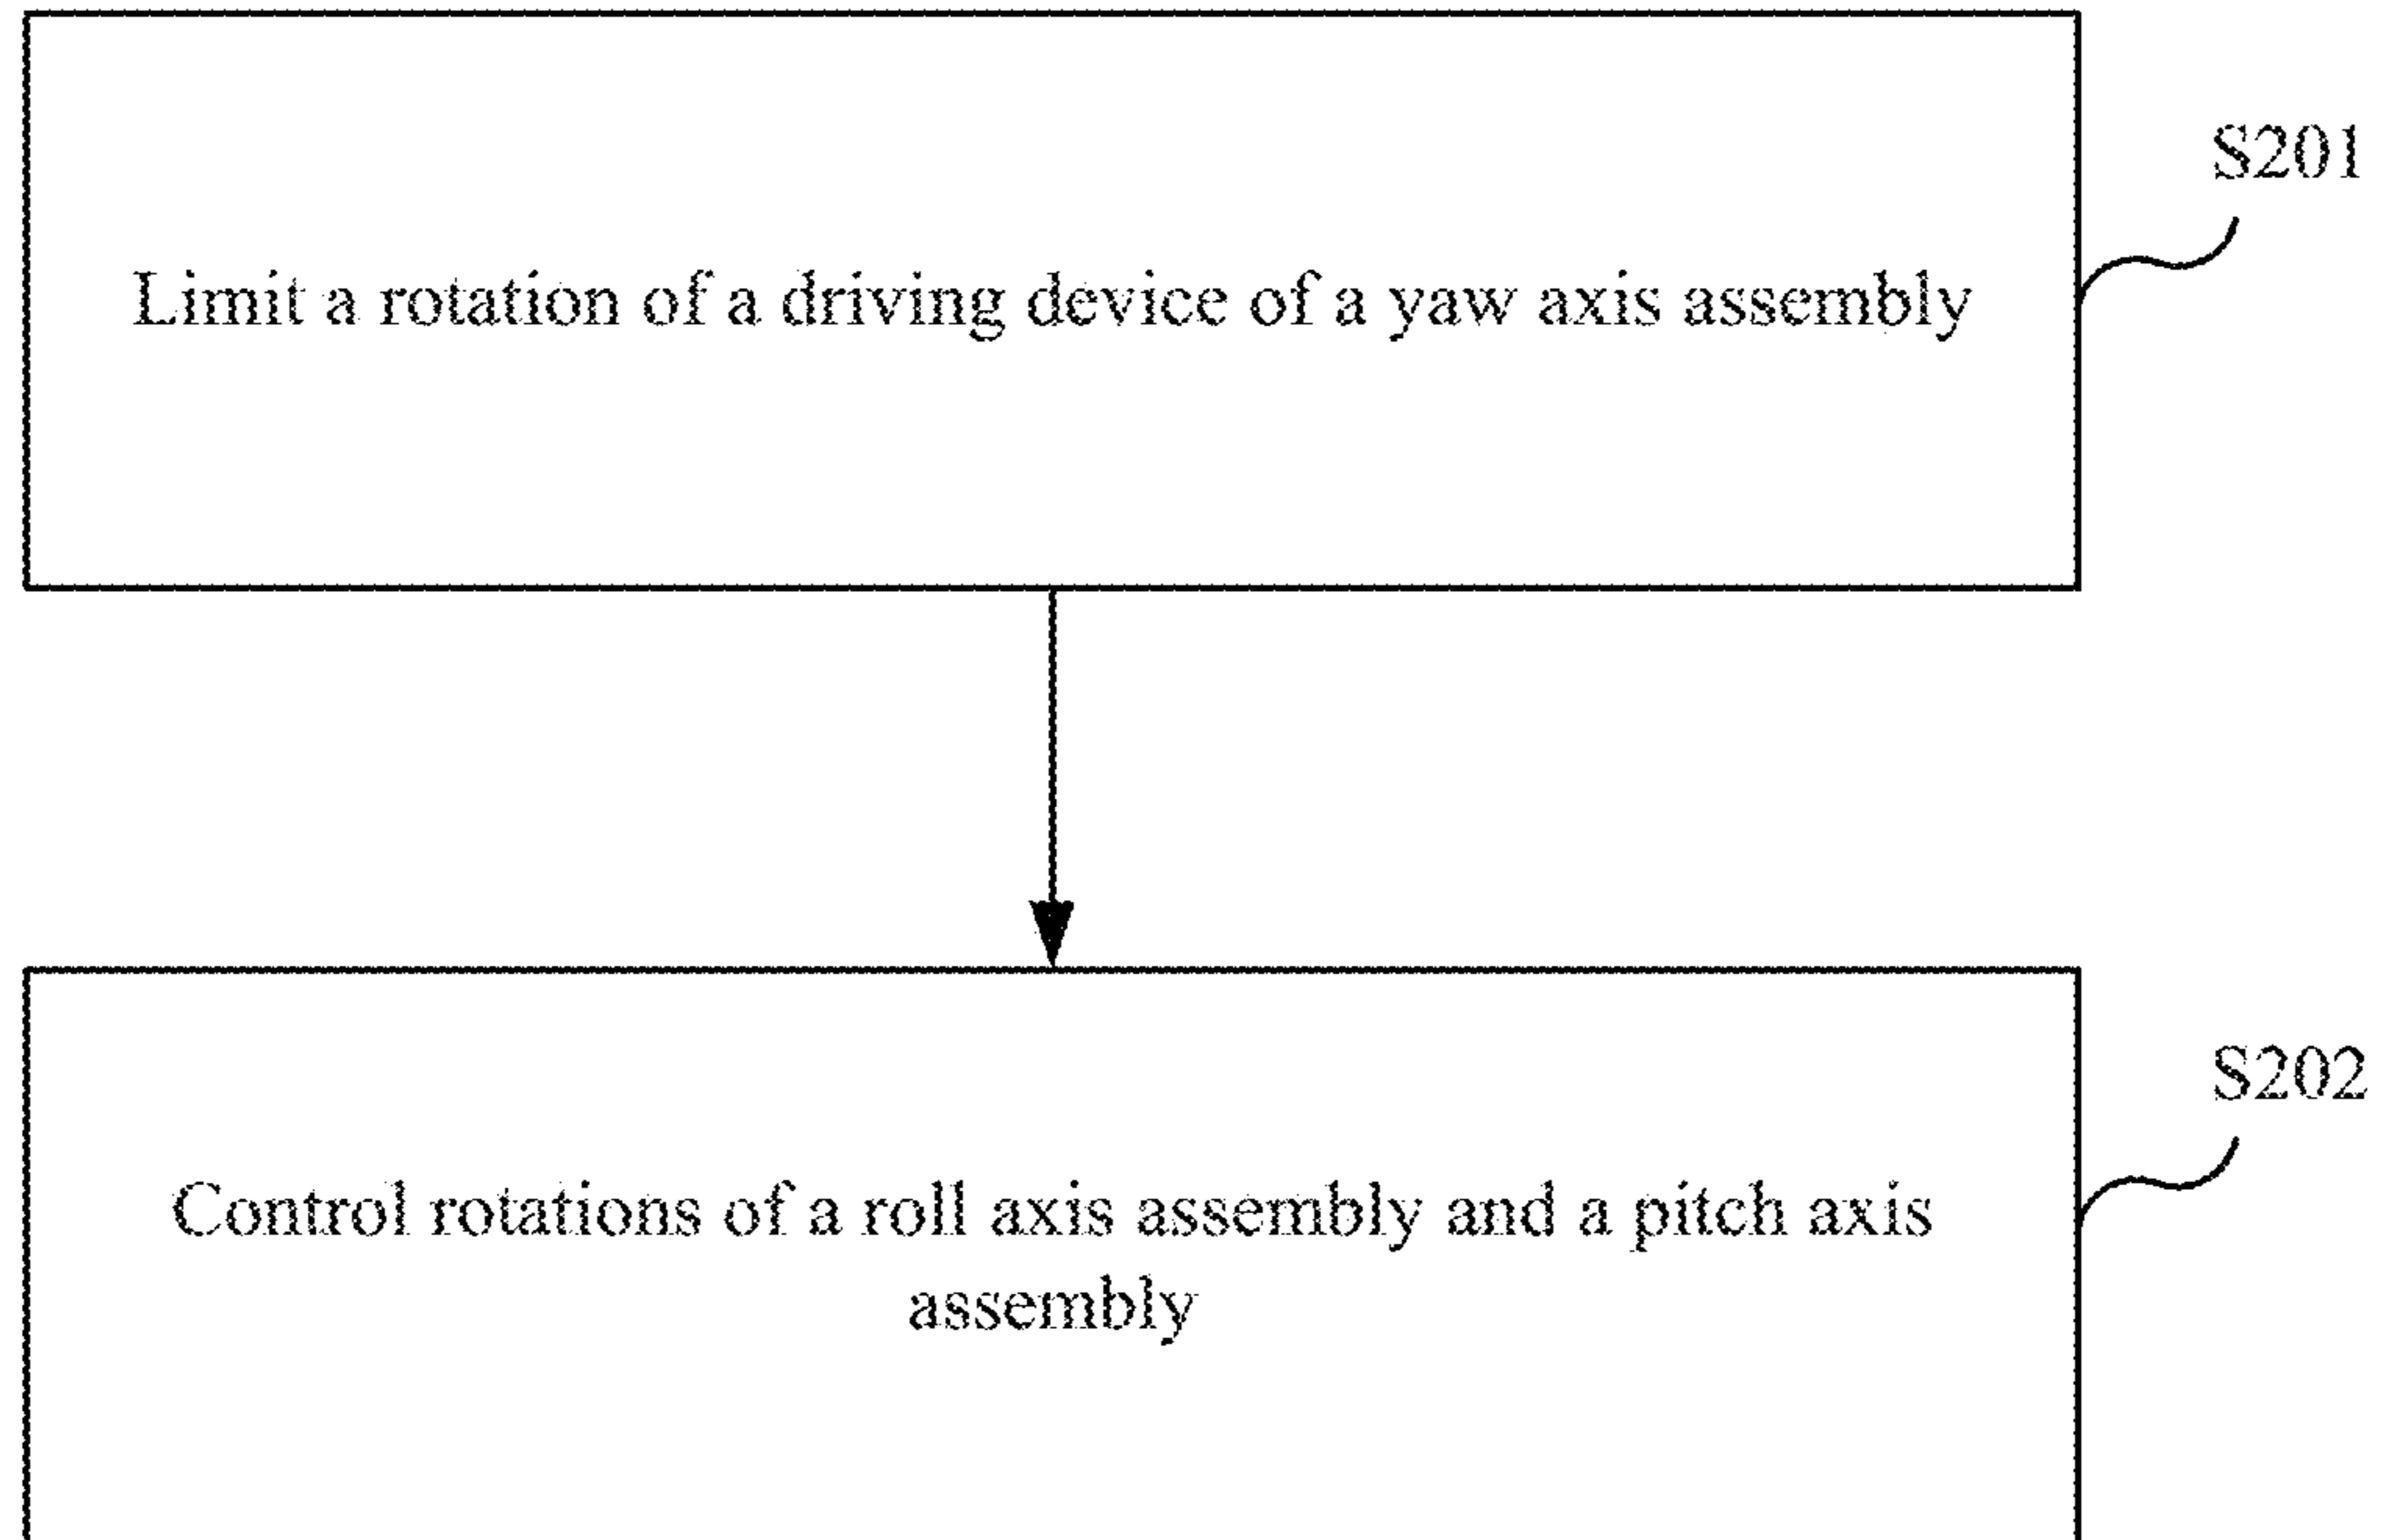 S201
Limit a rotation of a driving device of a yaw axis assembly
S202
Control rotations of a roll axis assembly and a pitch axis
assembly